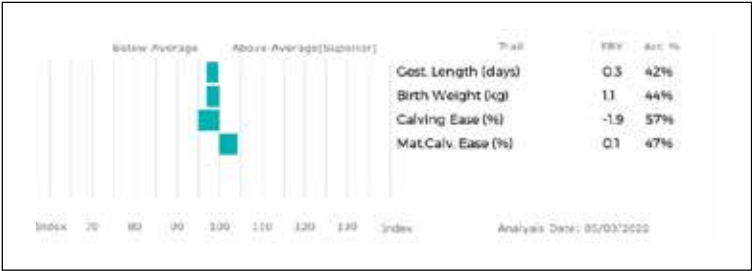 Below Average Above Average(Superior) Trait EBV Acc. %
Gest. Length (days) 0.3 42%
Birth Weight (kg) 1.1 44%
Calving Ease (%) -1.9 57%
Mat.Calv. Ease (%) 0.1 47%
Index 70 80 90 100 110 120 130 Index Analysis Date: 05/03/2022